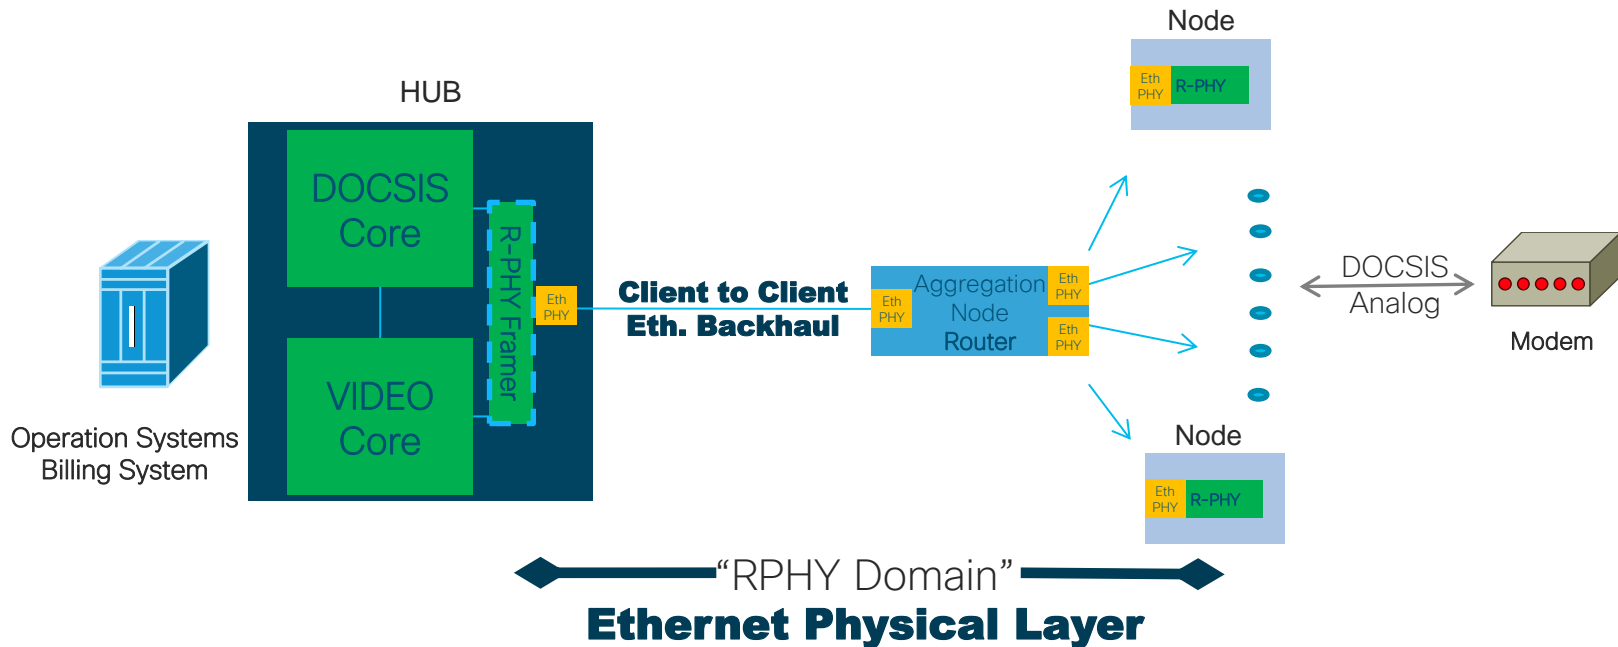 Node
Eth
PHY
R-PHY
HUB
DOCSIS
Core
R-PHY Framer
Eth
PHY
VIDEO
Core
Operation Systems
Billing System
Client to Client
Eth. Backhaul
Eth
PHY
Aggregation
Node
Router
Eth
PHY
Eth
PHY
DOCSIS
Analog
Modem
Node
Eth
PHY
R-PHY
“RPHY Domain”
Ethernet Physical Layer